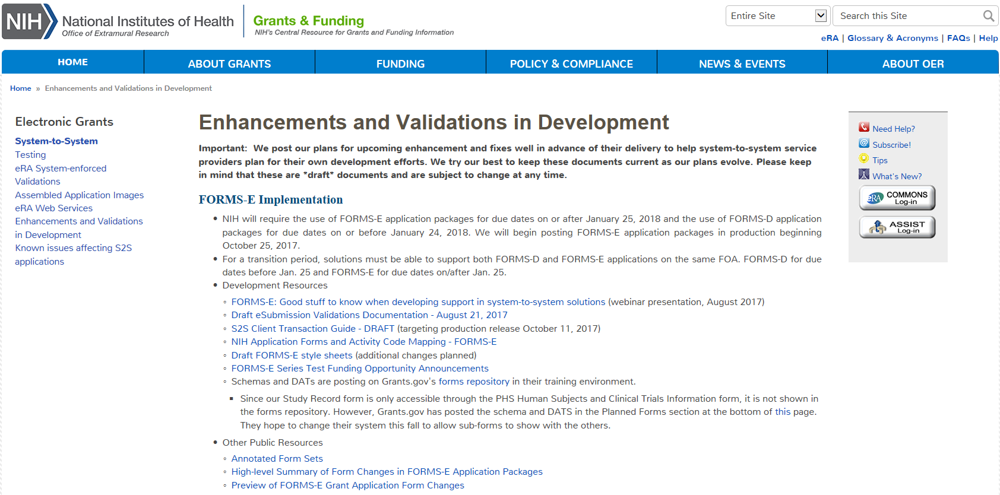 NIH National Institutes of Health
Office of Extramural Research
Grants & Funding
NIH's Central Resource for Grants and Funding Information
Entire Site
Search this Site
eRA | Glossary & Acronyms | FAQs | Help
HOME ABOUT GRANTS FUNDING POLICY & COMPLIANCE NEWS & EVENTS ABOUT OER
Home » Enhancements and Validations in Development
Electronic Grants
System-to-System
Testing
eRA System-enforced
Validations
Assembled Application Images
eRA Web Services
Enhancements and Validations
in Development
Known issues affecting S2S
applications
Enhancements and Validations in Development
Important:  We post our plans for upcoming enhancement and fixes well in advance of their delivery to help system-to-system service
providers plan for their own development efforts. We try our best to keep these documents current as our plans evolve. Please keep
in mind that these are *draft* documents and are subject to change at any time.
FORMS-E Implementation
• NIH will require the use of FORMS-E application packages for due dates on or after January 25, 2018 and the use of FORMS-D application
packages for due dates on or before January 24, 2018. We will begin posting FORMS-E application packages in production beginning
October 25, 2017.
• For a transition period, solutions must be able to support both FORMS-D and FORMS-E applications on the same FOA. FORMS-D for due
dates before Jan. 25 and FORMS-E for due dates on/after Jan. 25.
• Development Resources
◦ FORMS-E: Good stuff to know when developing support in system-to-system solutions (webinar presentation, August 2017)
◦ Draft eSubmission Validations Documentation - August 21, 2017
◦ S2S Client Transaction Guide - DRAFT (targeting production release October 11, 2017)
◦ NIH Application Forms and Activity Code Mapping - FORMS-E
◦ Draft FORMS-E style sheets (additional changes planned)
◦ FORMS-E Series Test Funding Opportunity Announcements
◦ Schemas and DATs are posting on Grants.gov's forms repository in their training environment.
▪ Since our Study Record form is only accessible through the PHS Human Subjects and Clinical Trials Information form, it is not shown in
the forms repository. However, Grants.gov has posted the schema and DATS in the Planned Forms section at the bottom of this page.
They hope to change their system this fall to allow sub-forms to show with the others.
• Other Public Resources
◦ Annotated Form Sets
◦ High-level Summary of Form Changes in FORMS-E Application Packages
◦ Preview of FORMS-E Grant Application Form Changes
Need Help?
Subscribe!
Tips
What's New?
eRA COMMONS
Log-in
ASSIST
Log-in